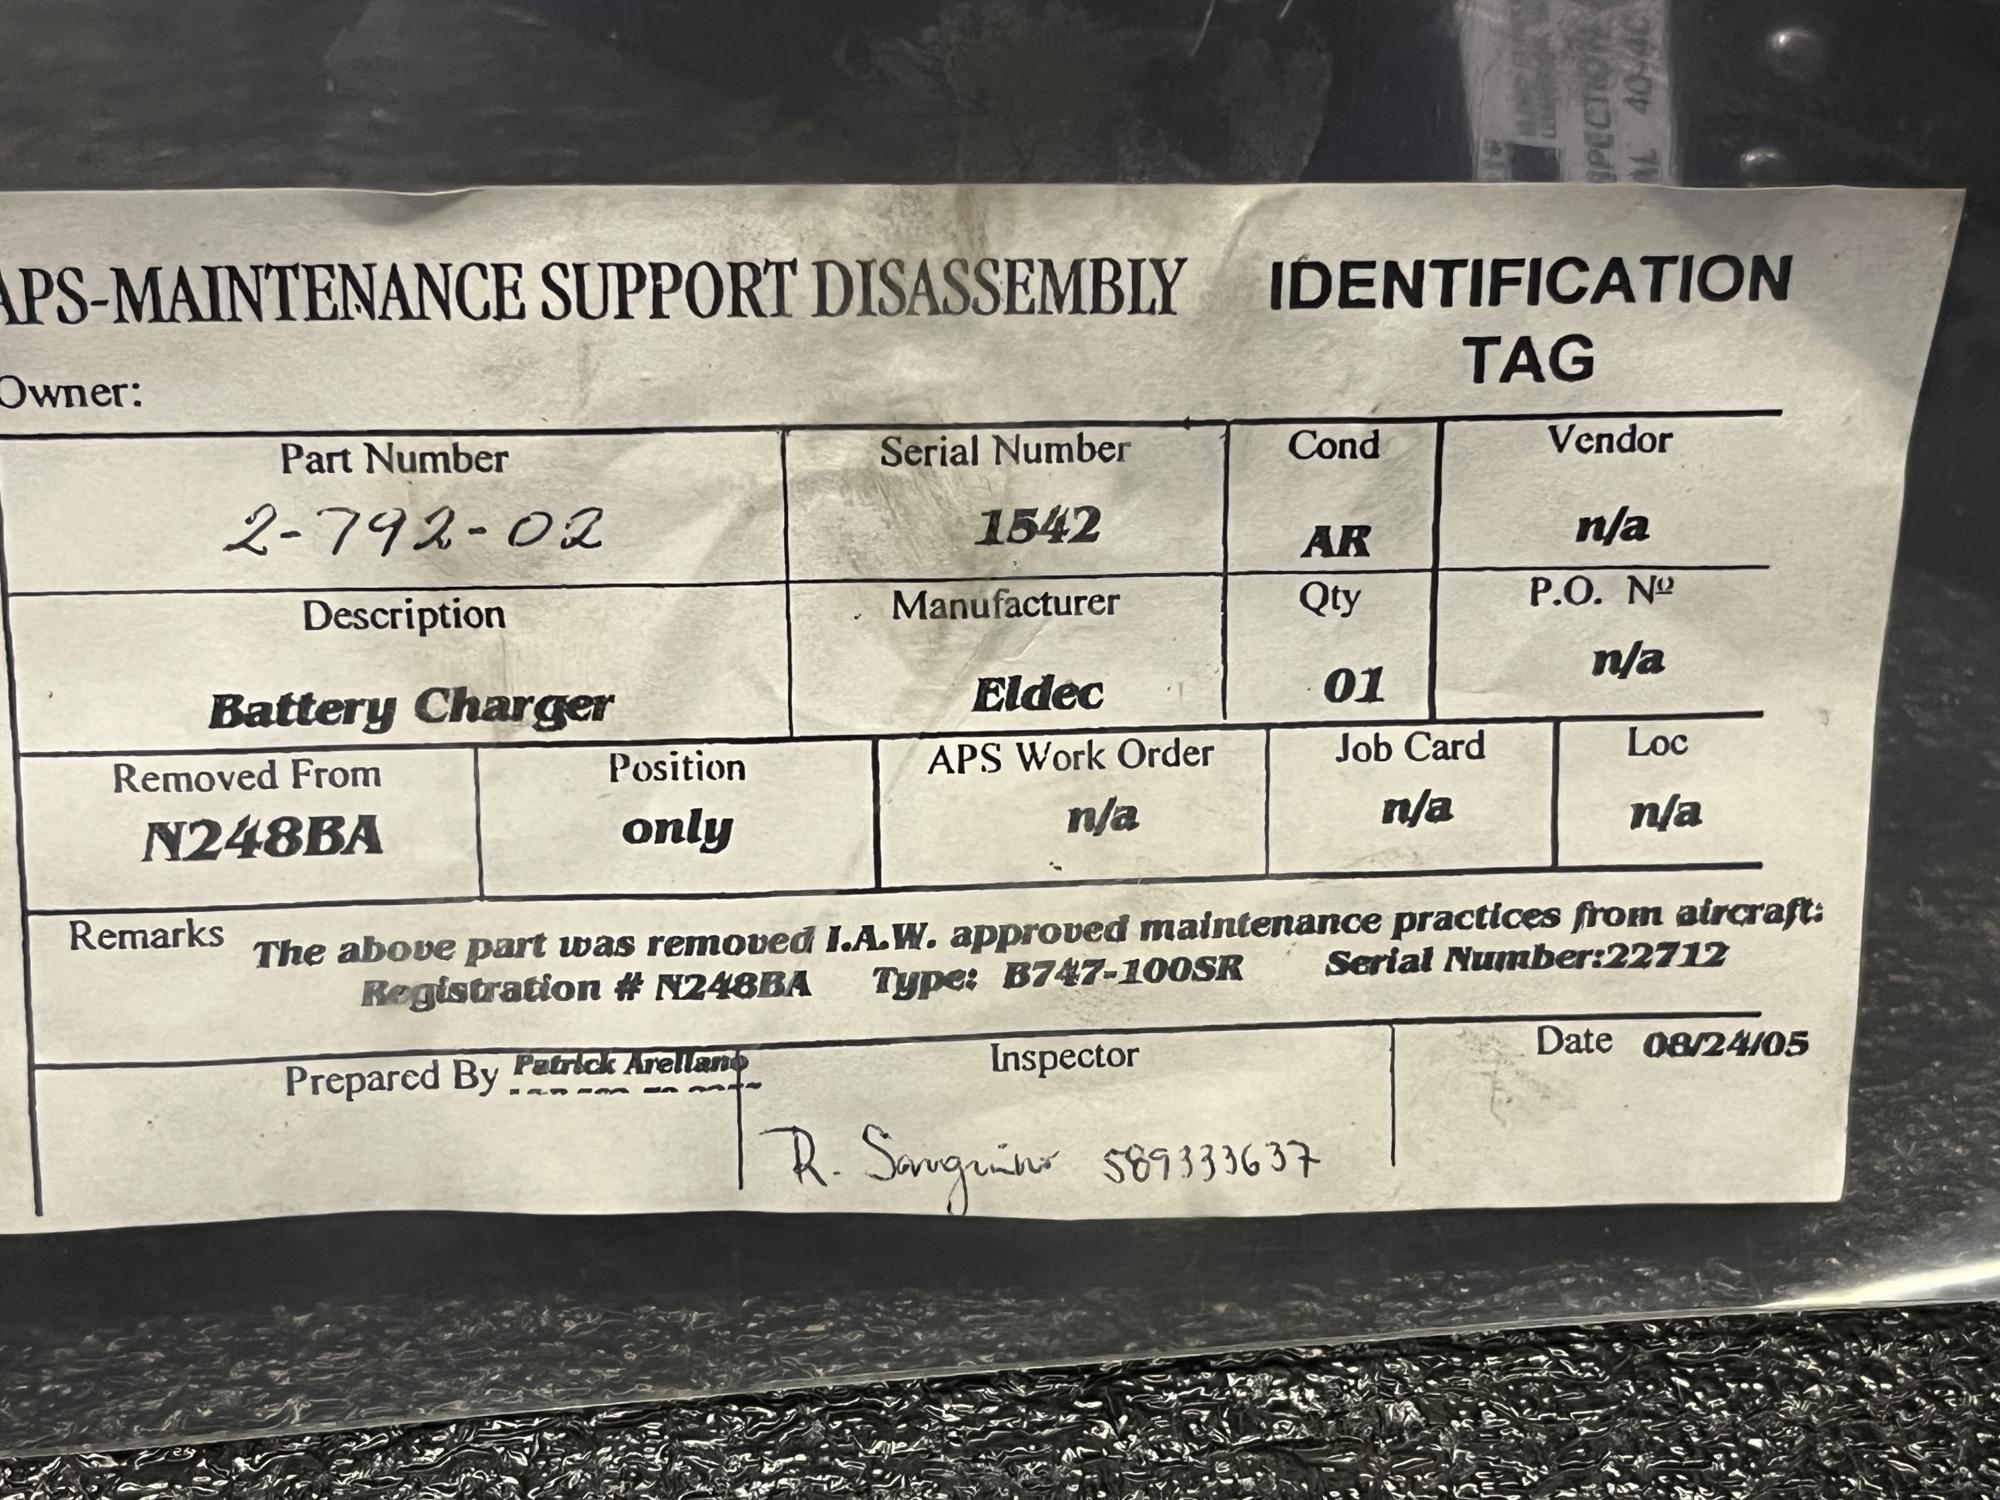 APS-MAINTENANCE SUPPORT DISASSEMBLY IDENTIFICATION TAG
Owner:
Part Number Serial Number Cond Vendor
2-792-02 1542 AR n/a
Description Manufacturer Qty P.O. Nº
Battery Charger Eldec 01 n/a
Removed From Position APS Work Order Job Card Loc
N248BA only n/a n/a n/a
Remarks The above part was removed I.A.W. approved maintenance practices from aircraft:
Registration # N248BA Type: B747-100SR Serial Number:22712
Prepared By Patrick Arellano Inspector Date 08/24/05
R. 589333637